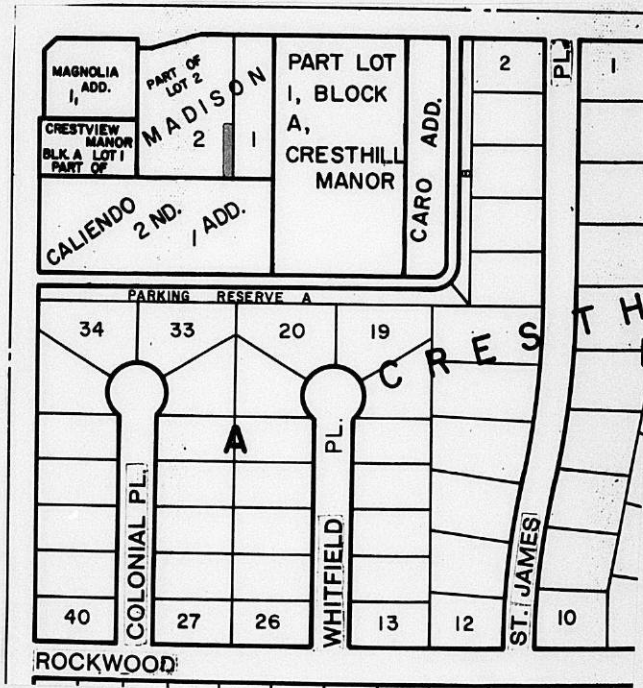 MAGNOLIA
1, ADD.
CRESTVIEW
MANOR
BLK. A LOT 1
PART OF
PART OF
LOT 2
MADISON
2
1
PART LOT
1, BLOCK
A,
CRESTHILL
MANOR
CARO ADD.
2
PL.
1
CALIENDO
2 ND.
1 ADD.
PARKING RESERVE A
34
33
20
19
CRESTH
A
COLONIAL PL.
WHITFIELD PL.
ST. JAMES
40
27
26
13
12
10
ROCKWOOD